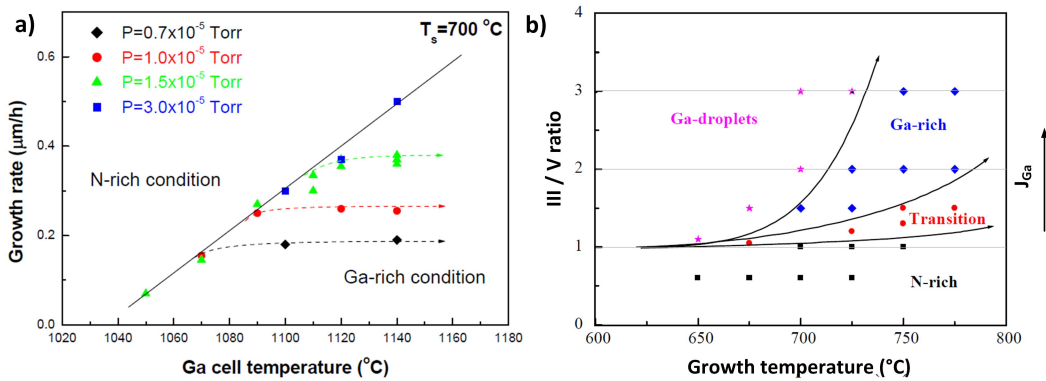 a)
P=0.7x10⁻⁵ Torr
P=1.0x10⁻⁵ Torr
P=1.5x10⁻⁵ Torr
P=3.0x10⁻⁵ Torr
Tₛ=700 °C
N-rich condition
Ga-rich condition
Growth rate (μm/h)
0.6
0.4
0.2
0.0
1020 1040 1060 1080 1100 1120 1140 1160 1180
Ga cell temperature (°C)
b)
Ga-droplets
Ga-rich
Transition
N-rich
III / V ratio
J_Ga
4
3
2
1
0
600 650 700 750 800
Growth temperature (°C)